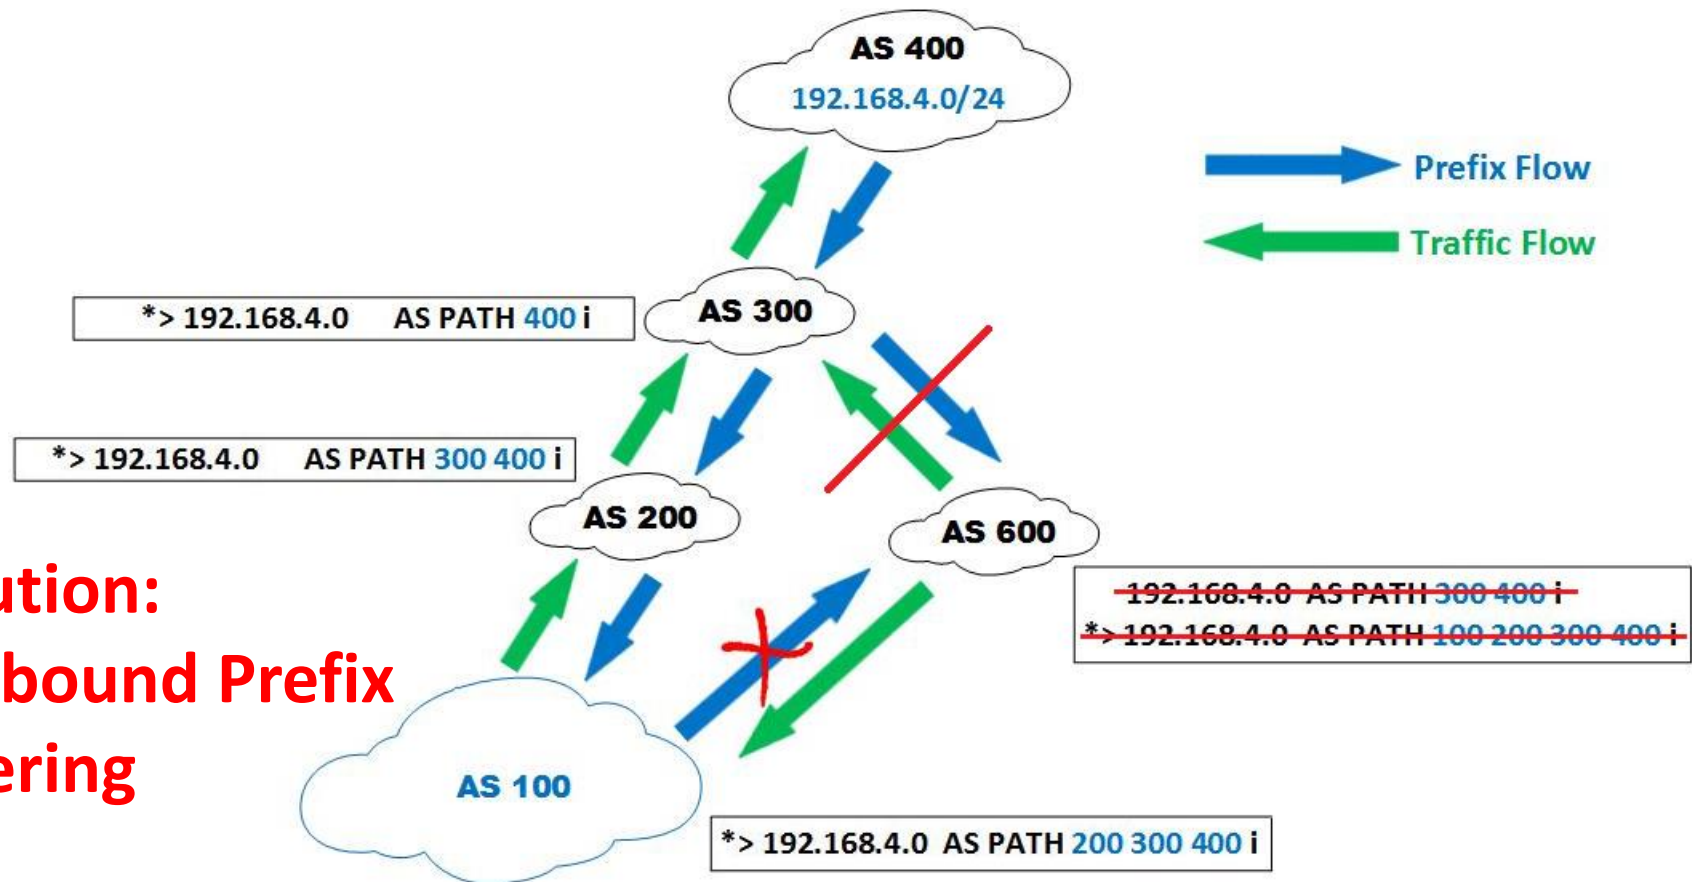 AS 400
192.168.4.0/24
Prefix Flow
Traffic Flow
AS 300
*> 192.168.4.0 AS PATH 400 i
*> 192.168.4.0 AS PATH 300 400 i
AS 200
AS 600
192.168.4.0 AS PATH 300 400 i
*> 192.168.4.0 AS PATH 100 200 300 400 i
ution:
bound Prefix
ering
AS 100
*> 192.168.4.0 AS PATH 200 300 400 i